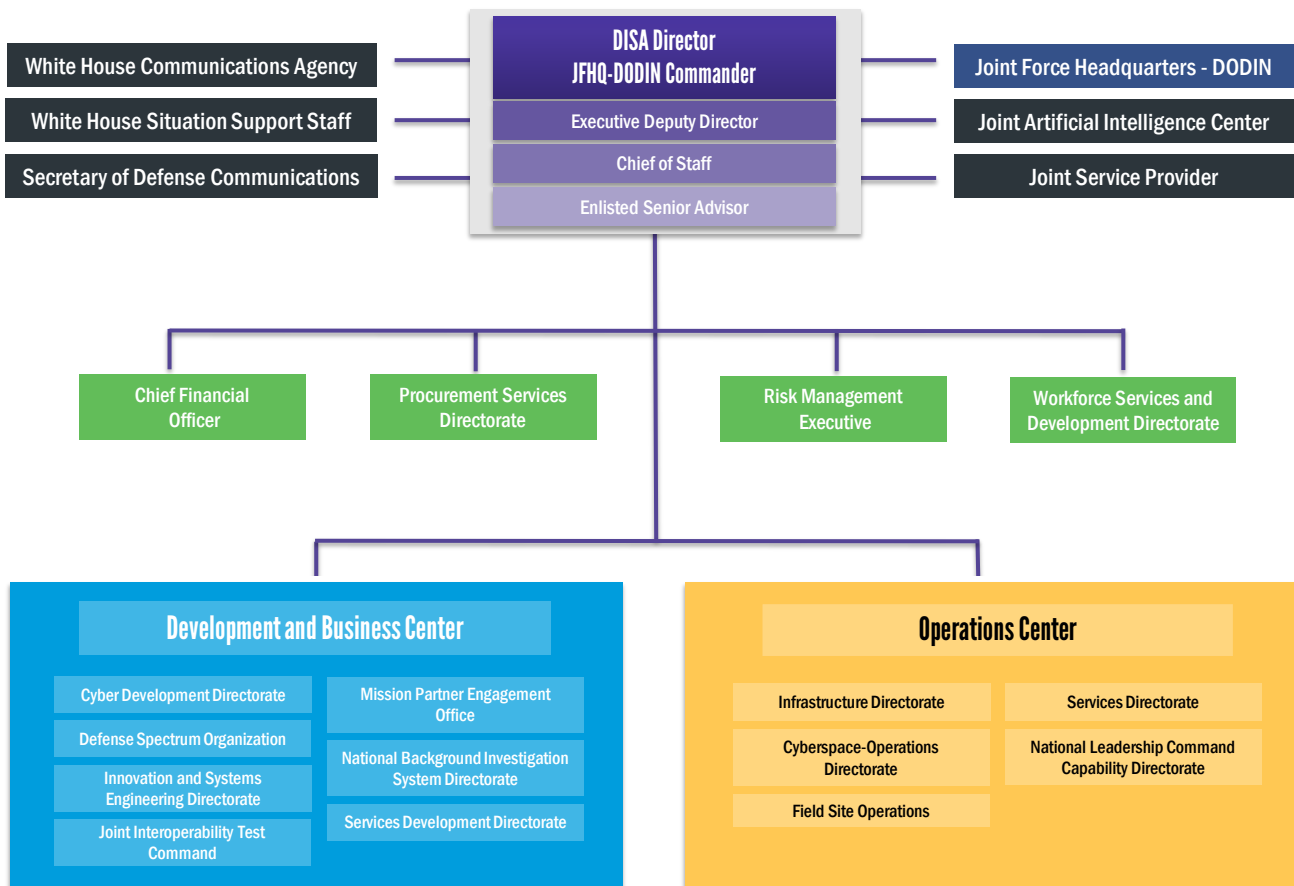 DISA Director
JFHQ-DODIN Commander
Executive Deputy Director
Chief of Staff
Enlisted Senior Advisor
White House Communications Agency
White House Situation Support Staff
Secretary of Defense Communications
Joint Force Headquarters - DODIN
Joint Artificial Intelligence Center
Joint Service Provider
Chief Financial
Officer
Procurement Services
Directorate
Risk Management
Executive
Workforce Services and
Development Directorate
Development and Business Center
Cyber Development Directorate
Defense Spectrum Organization
Innovation and Systems
Engineering Directorate
Joint Interoperability Test
Command
Mission Partner Engagement
Office
National Background Investigation
System Directorate
Services Development Directorate
Operations Center
Infrastructure Directorate
Cyberspace-Operations
Directorate
Field Site Operations
Services Directorate
National Leadership Command
Capability Directorate